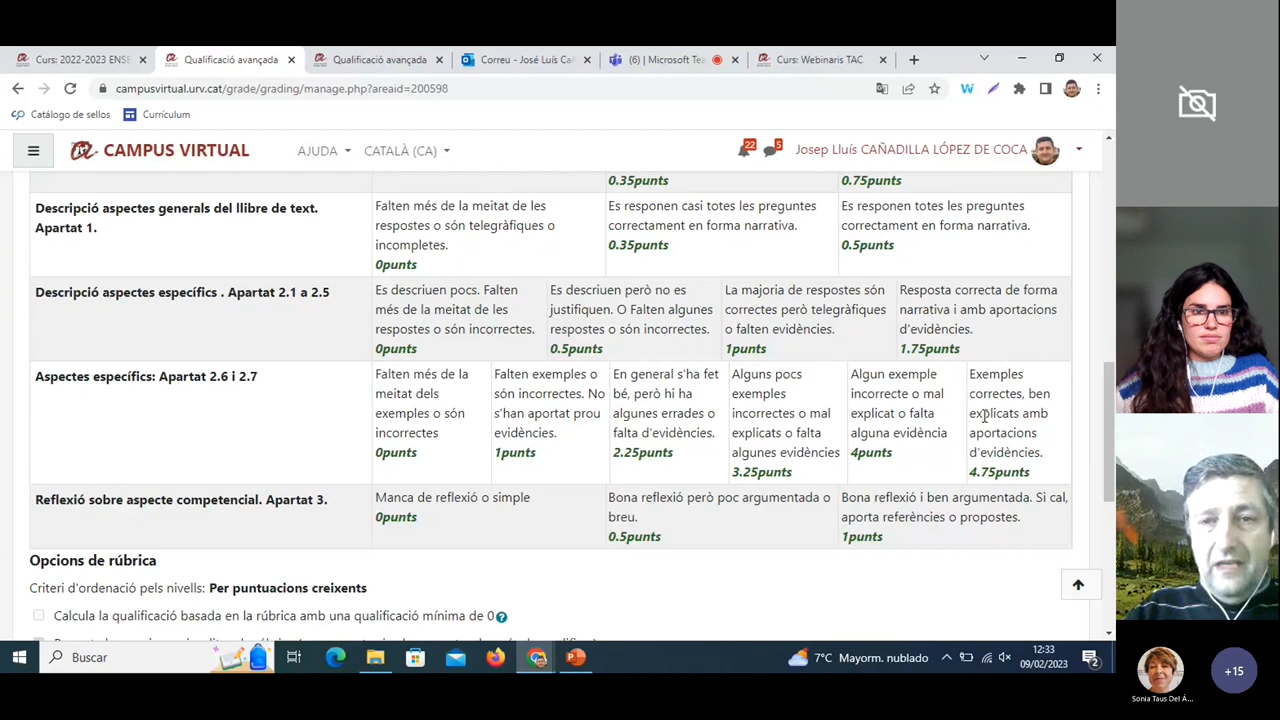 Curs: 2022-2023 ENSE
Qualificació avançada
Qualificació avançada
Correu - José Luís Ca
(6) | Microsoft Tea
Curs: Webinaris TAC
campusvirtual.urv.cat/grade/grading/manage.php?areaid=200598
Catálogo de sellos
Currículum
CAMPUS VIRTUAL
AJUDA
CATALÀ (CA)
22
5
Josep Lluís CAÑADILLA LÓPEZ DE COCA
0.35punts
0.75punts
Descripció aspectes generals del llibre de text.
Apartat 1.
Falten més de la meitat de les
respostes o són telegràfiques o
incompletes.
0punts
Es responen casi totes les preguntes
correctament en forma narrativa.
0.35punts
Es responen totes les preguntes
correctament en forma narrativa.
0.5punts
Descripció aspectes específics . Apartat 2.1 a 2.5
Es descriuen pocs. Falten
més de la meitat de les
respostes o són incorrectes.
0punts
Es descriuen però no es
justifiquen. O Falten algunes
respostes o són incorrectes.
0.5punts
La majoria de respostes són
correctes però telegràfiques
o falten evidències.
1punts
Resposta correcta de forma
narrativa i amb aportacions
d'evidències.
1.75punts
Aspectes específics: Apartat 2.6 i 2.7
Falten més de la
meitat dels
exemples o són
incorrectes
0punts
Falten exemples o
són incorrectes. No
s'han aportat prou
evidències.
1punts
En general s'ha fet
bé, però hi ha
algunes errades o
falta d'evidències.
2.25punts
Alguns pocs
exemples
incorrectes o mal
explicats o falta
algunes evidències
3.25punts
Algun exemple
incorrecte o mal
explicat o falta
alguna evidència
4punts
Exemples
correctes, ben
explicats amb
aportacions
d'evidències.
4.75punts
Reflexió sobre aspecte competencial. Apartat 3.
Manca de reflexió o simple
0punts
Bona reflexió però poc argumentada o
breu.
0.5punts
Bona reflexió i ben argumentada. Si cal,
aporta referències o propostes.
1punts
Opcions de rúbrica
Criteri d'ordenació pels nivells: Per puntuacions creixents
Calcula la qualificació basada en la rúbrica amb una qualificació mínima de 0
Buscar
7°C Mayorm. nublado
12:33
09/02/2023
2
Sonia Taus Del Á...
+15